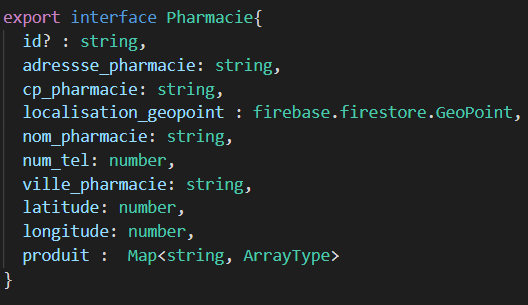 export interface Pharmacie{
id? : string,
adressse_pharmacie: string,
cp_pharmacie: string,
localisation_geopoint : firebase.firestore.GeoPoint,
nom_pharmacie: string,
num_tel: number,
ville_pharmacie: string,
latitude: number,
longitude: number,
produit :  Map<string, ArrayType>
}